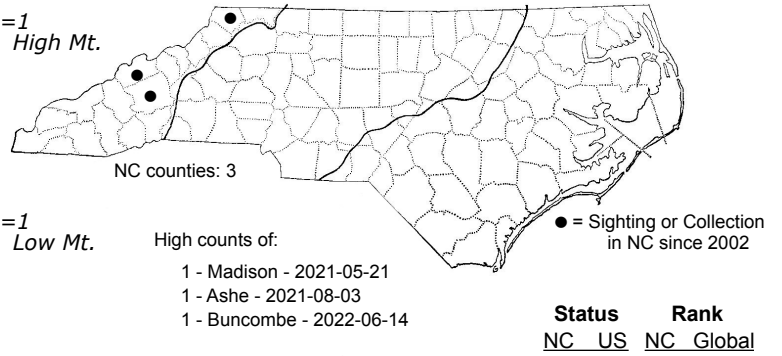 =1
High Mt.
NC counties: 3
=1
Low Mt.
High counts of:
1 - Madison - 2021-05-21
1 - Ashe - 2021-08-03
1 - Buncombe - 2022-06-14
● = Sighting or Collection
in NC since 2002
Status Rank
NC US NC Global